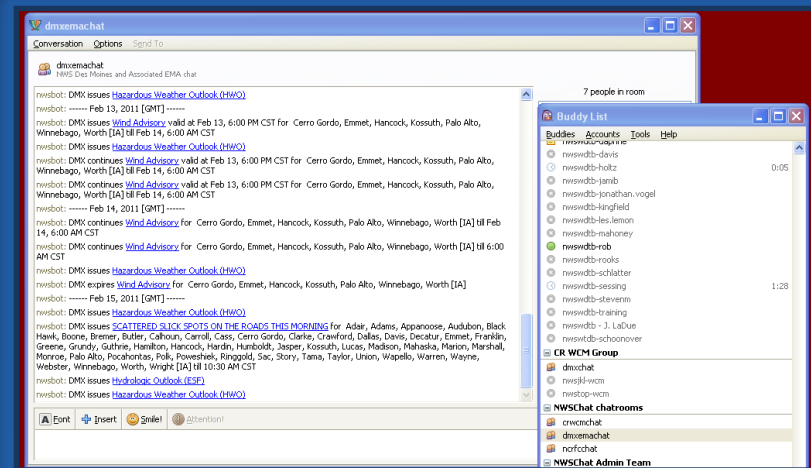 dmxemachat
Conversation Options Send To
dmxemachat
NWS Des Moines and Associated EMA chat
nwsbot: DMX issues Hazardous Weather Outlook (HWO)
nwsbot: ------ Feb 13, 2011 [GMT] ------
nwsbot: DMX issues Wind Advisory valid at Feb 13, 6:00 PM CST for Cerro Gordo, Emmet, Hancock, Kossuth, Palo Alto,
Winnebago, Worth [IA] till Feb 14, 6:00 AM CST
nwsbot: DMX issues Hazardous Weather Outlook (HWO)
nwsbot: DMX continues Wind Advisory valid at Feb 13, 6:00 PM CST for Cerro Gordo, Emmet, Hancock, Kossuth, Palo Alto,
Winnebago, Worth [IA] till Feb 14, 6:00 AM CST
nwsbot: DMX continues Wind Advisory valid at Feb 13, 6:00 PM CST for Cerro Gordo, Emmet, Hancock, Kossuth, Palo Alto,
Winnebago, Worth [IA] till Feb 14, 6:00 AM CST
nwsbot: ------ Feb 14, 2011 [GMT] ------
nwsbot: DMX continues Wind Advisory for Cerro Gordo, Emmet, Hancock, Kossuth, Palo Alto, Winnebago, Worth [IA] till Feb
14, 6:00 AM CST
nwsbot: DMX continues Wind Advisory for Cerro Gordo, Emmet, Hancock, Kossuth, Palo Alto, Winnebago, Worth [IA] till 6:00
AM CST
nwsbot: DMX issues Hazardous Weather Outlook (HWO)
nwsbot: DMX expires Wind Advisory for Cerro Gordo, Emmet, Hancock, Kossuth, Palo Alto, Winnebago, Worth [IA]
nwsbot: ------ Feb 15, 2011 [GMT] ------
nwsbot: DMX issues Hazardous Weather Outlook (HWO)
nwsbot: DMX issues SCATTERED SLICK SPOTS ON THE ROADS THIS MORNING for Adair, Adams, Appanoose, Audubon, Black
Hawk, Boone, Bremer, Butler, Calhoun, Carroll, Cass, Cerro Gordo, Clarke, Crawford, Dallas, Davis, Decatur, Emmet, Franklin,
Greene, Grundy, Guthrie, Hamilton, Hancock, Hardin, Humboldt, Jasper, Kossuth, Lucas, Madison, Mahaska, Marion, Marshall,
Monroe, Palo Alto, Pocahontas, Polk, Poweshiek, Ringgold, Sac, Story, Tama, Taylor, Union, Wapello, Warren, Wayne,
Webster, Winnebago, Worth, Wright [IA] till 10:30 AM CST
nwsbot: DMX issues Hydrologic Outlook (ESF)
nwsbot: DMX issues Hazardous Weather Outlook (HWO)
A Font Insert Smile! Attention!
7 people in room
Buddy List
Buddies Accounts Tools Help
nwswdtb-daphne
nwswdtb-davis
nwswdtb-holtz 0:05
nwswdtb-jamib
nwswdtb-jonathan.vogel
nwswdtb-kingfield
nwswdtb-les.lemon
nwswdtb-mahoney
nwswdtb-rob
nwswdtb-rooks
nwswdtb-schlatter
nwswdtb-sessing 1:28
nwswdtb-stevenm
nwswdtb-training
nwswdtb - J. LaDue
nwswtdb-schoonover
CR WCM Group
dmxchat
nwsjkl-wcm
nwstop-wcm
NWSChat chatrooms
crwcmchat
dmxemachat
ncrfcchat
NWSChat Admin Team